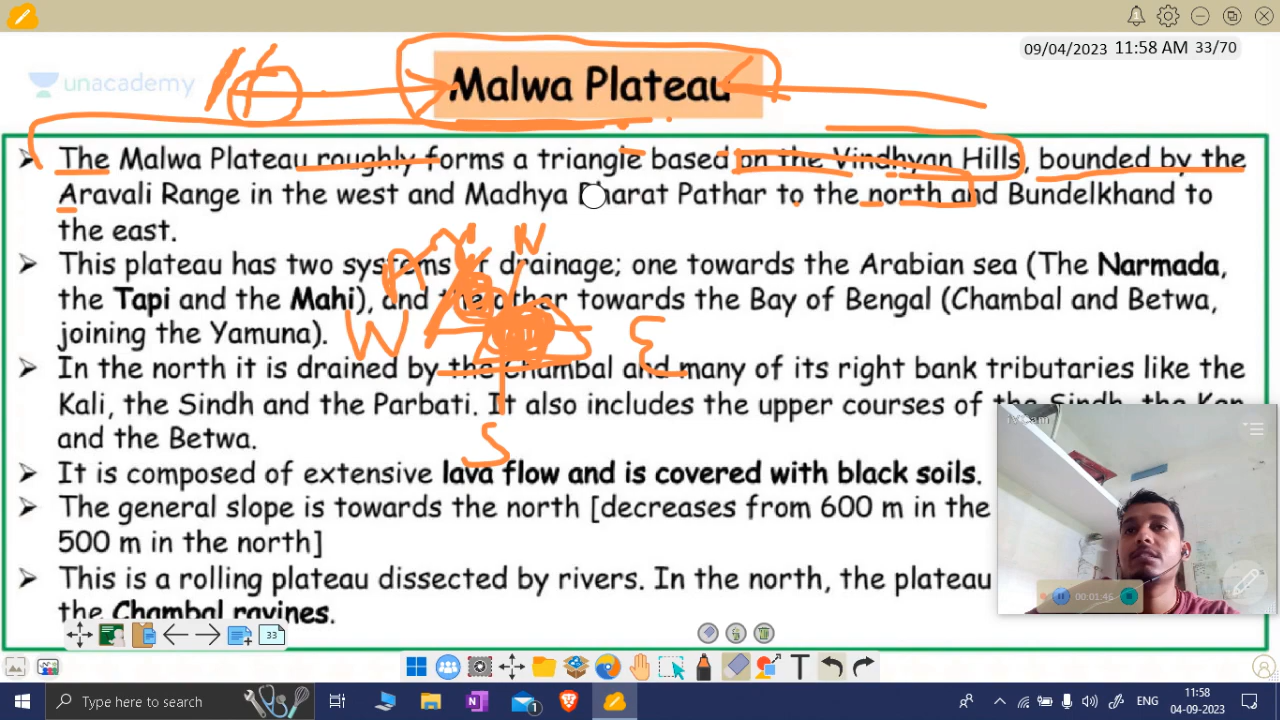 09/04/2023 11:58 AM 33/70
unacademy
16
Malwa Plateau
➤ The Malwa Plateau roughly forms a triangle based on the Vindhyan Hills, bounded by the
Aravali Range in the west and Madhya Bharat Pathar to the north and Bundelkhand to
the east.
N
➤ This plateau has two systems of drainage; one towards the Arabian sea (The Narmada,
A
the Tapi and the Mahi), and the other towards the Bay of Bengal (Chambal and Betwa,
W
E
joining the Yamuna).
➤ In the north it is drained by the Chambal and many of its right bank tributaries like the
Kali, the Sindh and the Parbati. It also includes the upper courses of the Sindh, the Ken
and the Betwa.
S
➤ It is composed of extensive lava flow and is covered with black soils.
➤ The general slope is towards the north [decreases from 600 m in the
500 m in the north]
➤ This is a rolling plateau dissected by rivers. In the north, the plateau
the Chambal ravines.
00:01:46
33
T
Type here to search
N
1
ENG
11:58
04-09-2023